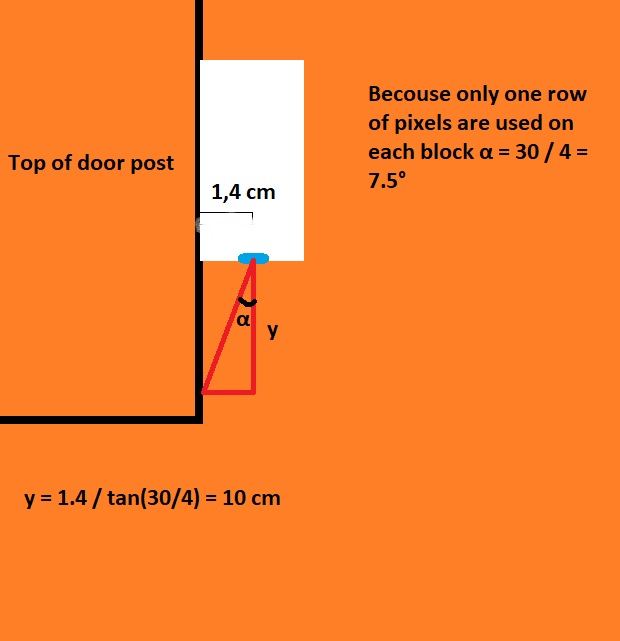 Becouse only one row
of pixels are used on
each block α = 30 / 4 =
7.5°
Top of door post
1,4 cm
α
y
y = 1.4 / tan(30/4) = 10 cm